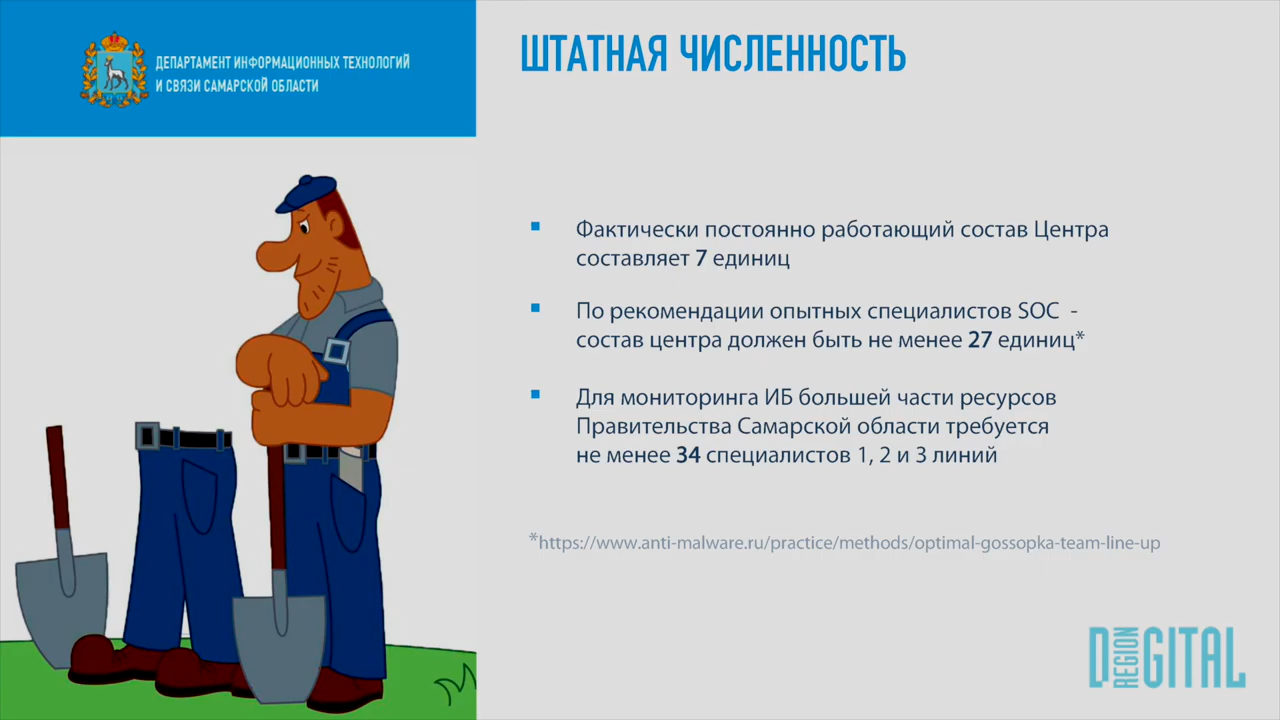 ДЕПАРТАМЕНТ ИНФОРМАЦИОННЫХ ТЕХНОЛОГИЙ
И СВЯЗИ САМАРСКОЙ ОБЛАСТИ
ШТАТНАЯ ЧИСЛЕННОСТЬ
Фактически постоянно работающий состав Центра
составляет 7 единиц
По рекомендации опытных специалистов SOC -
состав центра должен быть не менее 27 единиц*
Для мониторинга ИБ большей части ресурсов
Правительства Самарской области требуется
не менее 34 специалистов 1, 2 и 3 линий
*https://www.anti-malware.ru/practice/methods/optimal-gossopka-team-line-up
DIGITAL
REGION